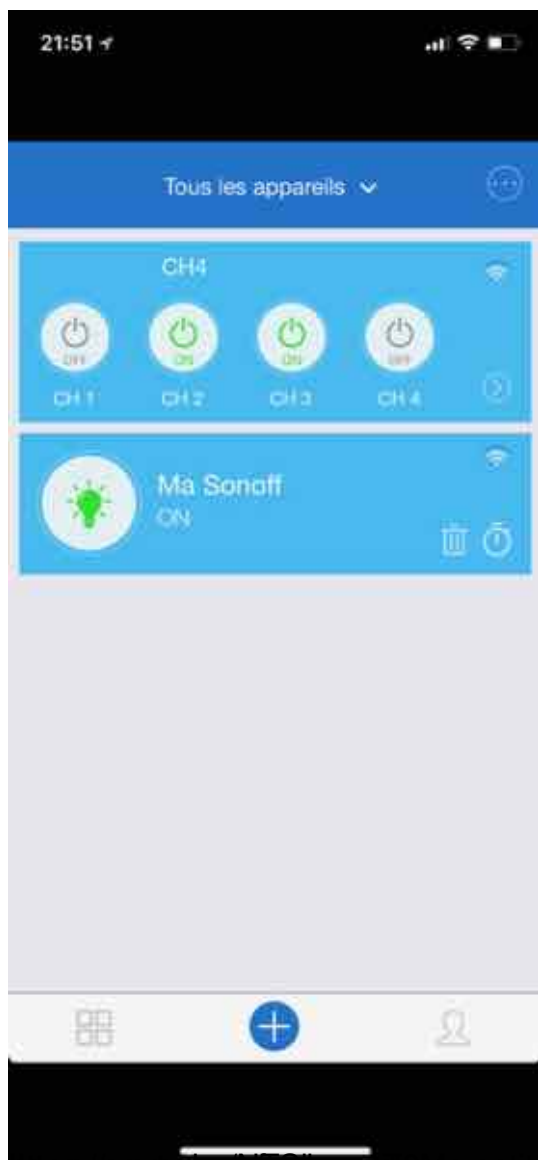 21:51
Tous les appareils
CH4
OFF ON ON OFF
CH 1 CH 2 CH 3 CH 4
Ma Sonoff
ON